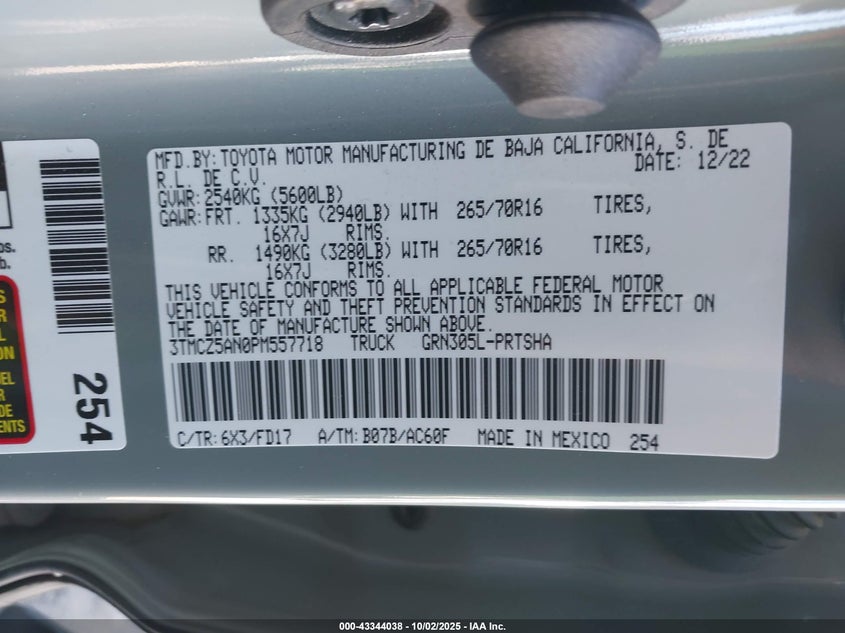 MFD.BY:TOYOTA MOTOR MANUFACTURING DE BAJA CALIFORNIA, S. DE
R.L. DE C.V. DATE: 12/22
GVWR:2540KG (5600LB)
GAWR:FRT. 1335KG (2940LB) WITH 265/70R16 TIRES,
16X7J RIMS.
RR. 1490KG (3280LB) WITH 265/70R16 TIRES,
16X7J RIMS.
THIS VEHICLE CONFORMS TO ALL APPLICABLE FEDERAL MOTOR
VEHICLE SAFETY AND THEFT PREVENTION STANDARDS IN EFFECT ON
THE DATE OF MANUFACTURE SHOWN ABOVE.
3TMCZ5AN0PM557718 TRUCK GRN305L-PRTSHA
C/TR:6X3/FD17 A/TM:B07B/AC60F MADE IN MEXICO 254
254
000-43344038 - 10/02/2025 - IAA Inc.